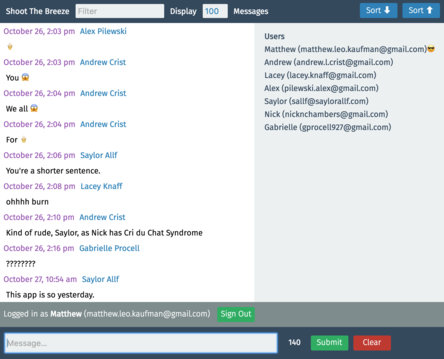 Shoot The Breeze Filter Display 100 Messages Sort Sort
October 26, 2:03 pm Alex Pilewski
October 26, 2:03 pm Andrew Crist
You 😱
October 26, 2:04 pm Andrew Crist
We all 😱
October 26, 2:04 pm Andrew Crist
For
October 26, 2:06 pm Saylor Allf
You're a shorter sentence.
October 26, 2:08 pm Lacey Knaff
ohhhh burn
October 26, 2:10 pm Andrew Crist
Kind of rude, Saylor, as Nick has Cri du Chat Syndrome
October 26, 2:16 pm Gabrielle Procell
????????
October 27, 10:54 am Saylor Allf
This app is so yesterday.
Users
Matthew (matthew.leo.kaufman@gmail.com)😎
Andrew (andrew.l.crist@gmail.com)
Lacey (lacey.knaff@gmail.com)
Alex (pilewski.alex@gmail.com)
Saylor (sallf@saylorallf.com)
Nick (nicknchambers@gmail.com)
Gabrielle (gprocell927@gmail.com)
Logged in as Matthew (matthew.leo.kaufman@gmail.com) Sign Out
Message... 140 Submit Clear